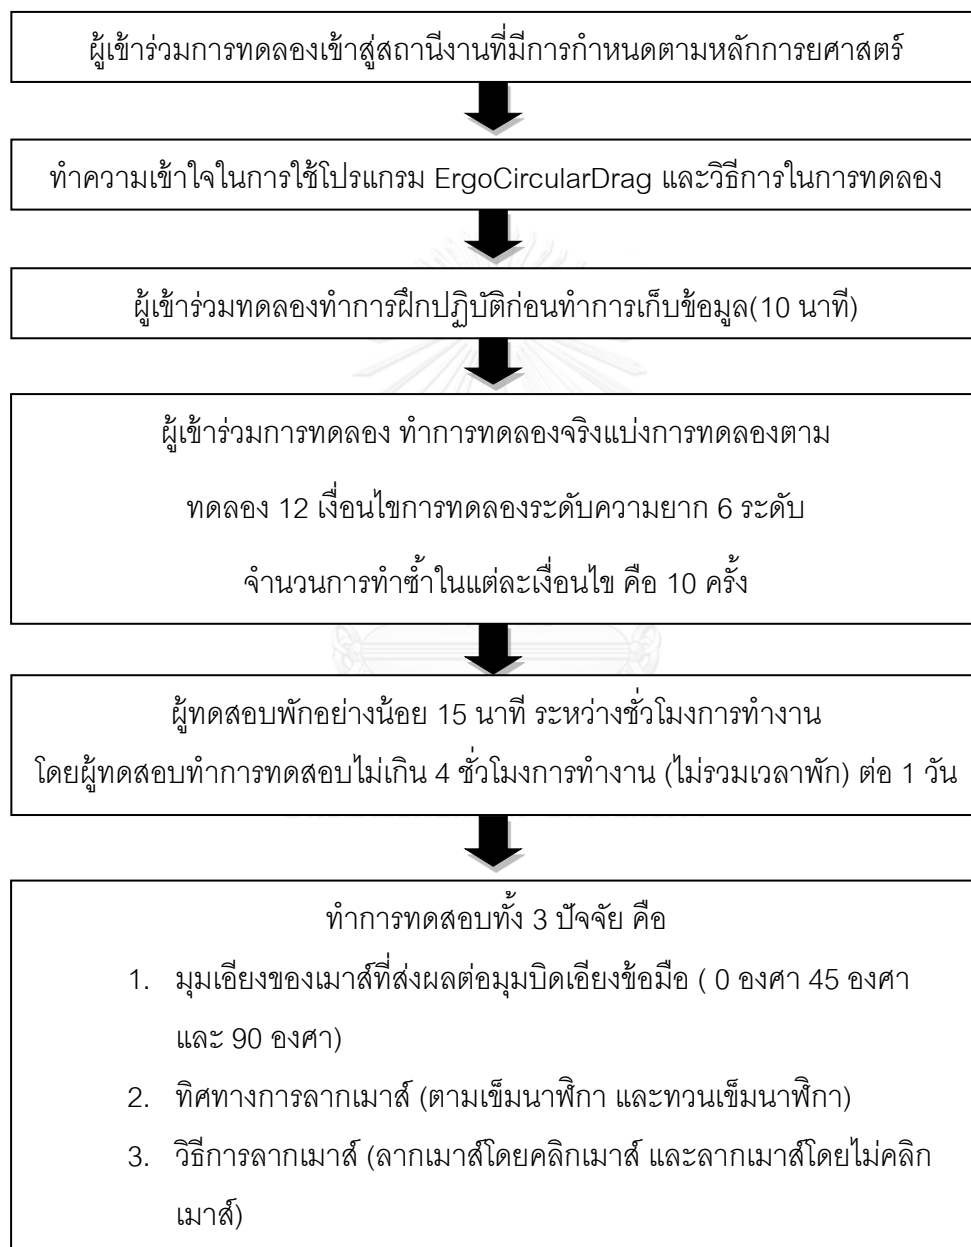 ผู้เข้าร่วมการทดลองเข้าสู่สถานีงานที่มีการกำหนดตามหลักการยศาสตร์
ทำความเข้าใจในการใช้โปรแกรม ErgoCircularDrag และวิธีการในการทดลอง
ผู้เข้าร่วมทดลองทำการฝึกปฏิบัติก่อนทำการเก็บข้อมูล(10 นาที)
ผู้เข้าร่วมการทดลอง ทำการทดลองจริงแบ่งการทดลองตาม
ทดลอง 12 เงื่อนไขการทดลองระดับความยาก 6 ระดับ
จำนวนการทำซ้ำในแต่ละเงื่อนไข คือ 10 ครั้ง
ผู้ทดสอบพักอย่างน้อย 15 นาที ระหว่างชั่วโมงการทำงาน
โดยผู้ทดสอบทำการทดสอบไม่เกิน 4 ชั่วโมงการทำงาน (ไม่รวมเวลาพัก) ต่อ 1 วัน
ทำการทดสอบทั้ง 3 ปัจจัย คือ
1. มุมเอียงของเมาส์ที่ส่งผลต่อมุมบิดเอียงข้อมือ ( 0 องศา 45 องศา
และ 90 องศา)
2. ทิศทางการลากเมาส์ (ตามเข็มนาฬิกา และทวนเข็มนาฬิกา)
3. วิธีการลากเมาส์ (ลากเมาส์โดยคลิกเมาส์ และลากเมาส์โดยไม่คลิก
เมาส์)